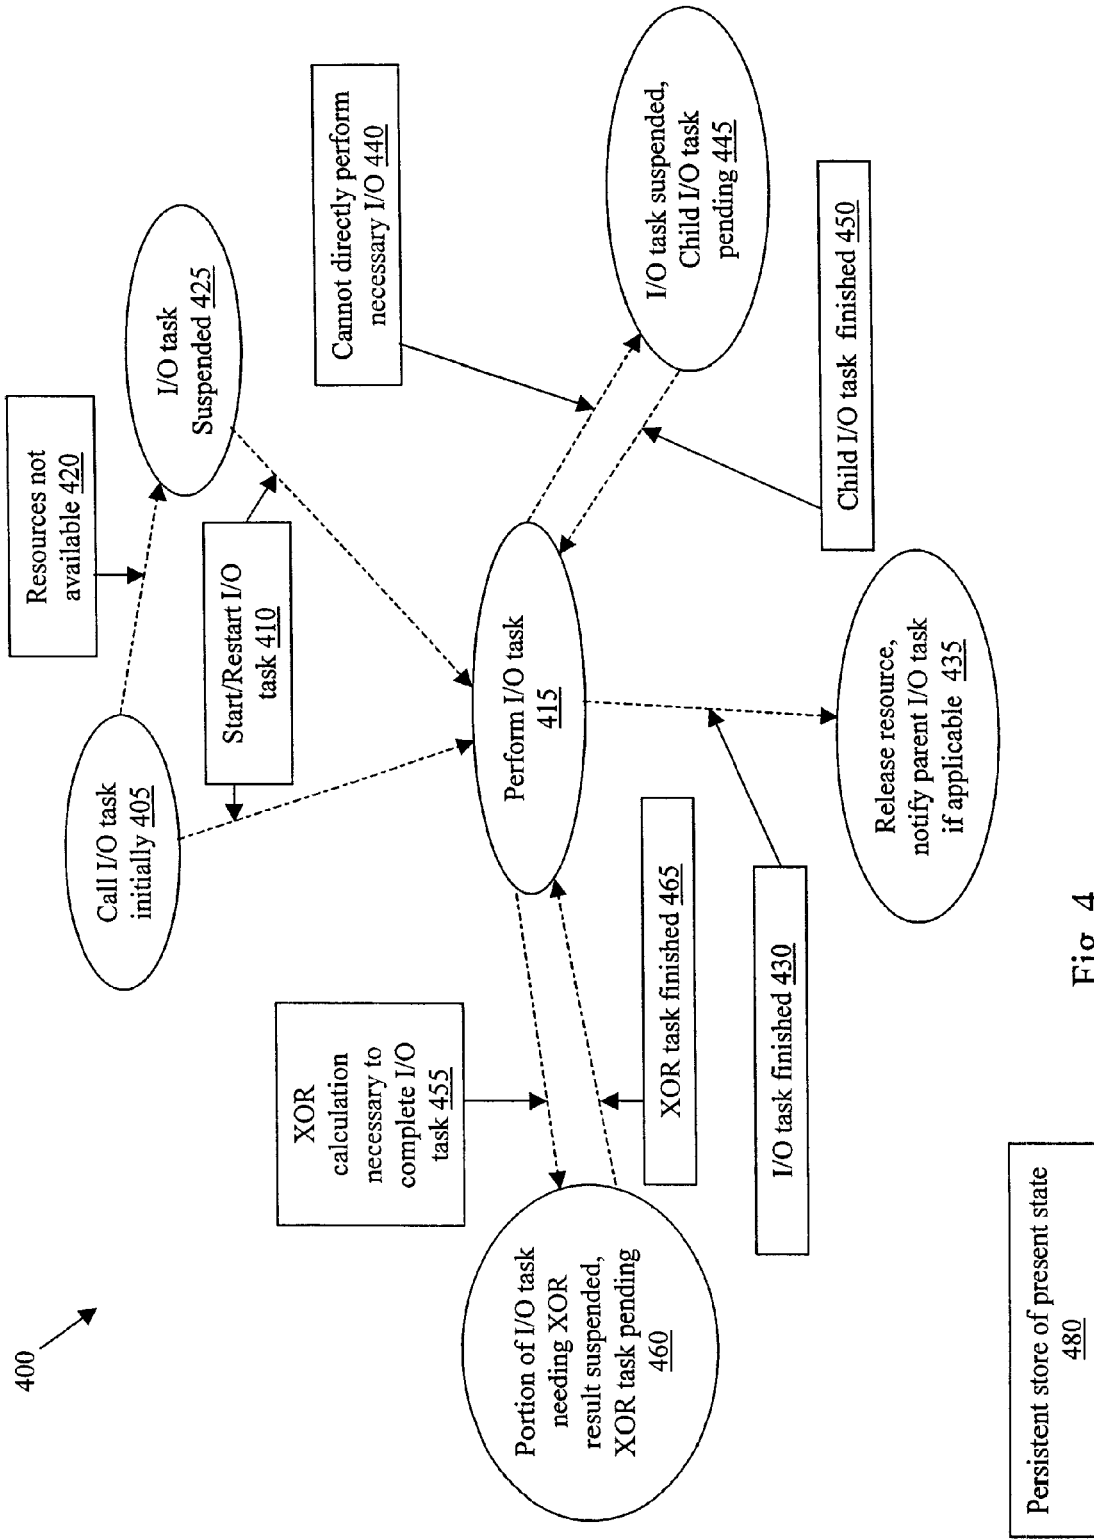 400
Call I/O task
initially 405
Resources not
available 420
I/O task
Suspended 425
Start/Restart I/O
task 410
XOR
calculation
necessary to
complete I/O
task 455
Cannot directly perform
necessary I/O 440
Portion of I/O task
needing XOR
result suspended,
XOR task pending
460
Perform I/O task
415
I/O task suspended,
Child I/O task
pending 445
XOR task finished 465
I/O task finished 430
Child I/O task finished 450
Release resource,
notify parent I/O task
if applicable 435
Persistent store of present state
480
Fig. 4